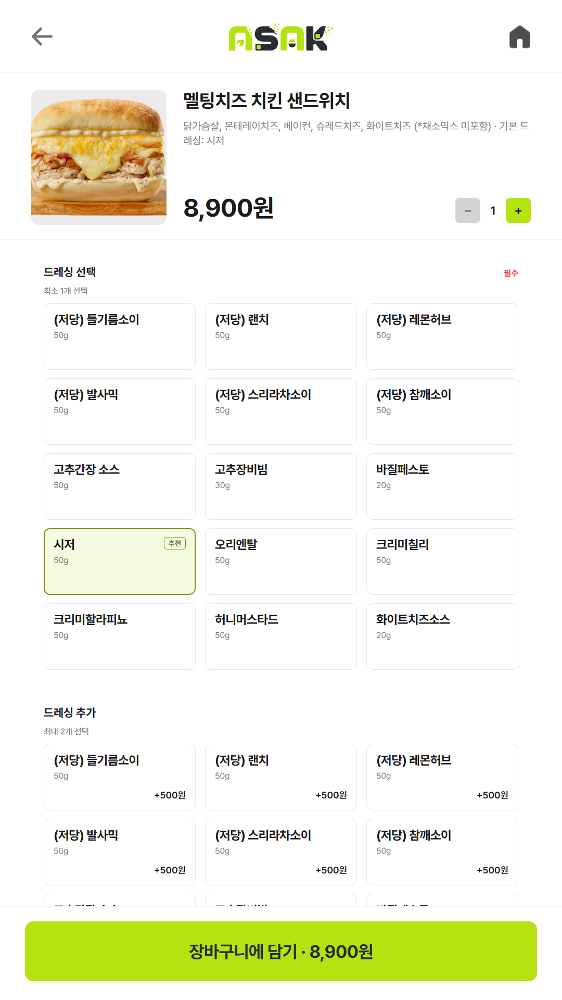 ASAK
멜팅치즈 치킨 샌드위치
닭가슴살, 몬테레이치즈, 베이컨, 슈레드치즈, 화이트치즈 (*채소믹스 미포함) · 기본 드
레싱: 시저
8,900원
− 1 +
드레싱 선택 필수
최소 1개 선택
(저당) 들기름소이 (저당) 랜치 (저당) 레몬허브
50g 50g 50g
(저당) 발사믹 (저당) 스리라차소이 (저당) 참깨소이
50g 50g 50g
고추간장 소스 고추장비빔 바질페스토
50g 30g 20g
시저 추천 오리엔탈 크리미칠리
50g 50g 50g
크리미할라피뇨 허니머스타드 화이트치즈소스
50g 50g 20g
드레싱 추가
최대 2개 선택
(저당) 들기름소이 (저당) 랜치 (저당) 레몬허브
50g 50g 50g
+500원 +500원 +500원
(저당) 발사믹 (저당) 스리라차소이 (저당) 참깨소이
50g 50g 50g
+500원 +500원 +500원
장바구니에 담기 · 8,900원